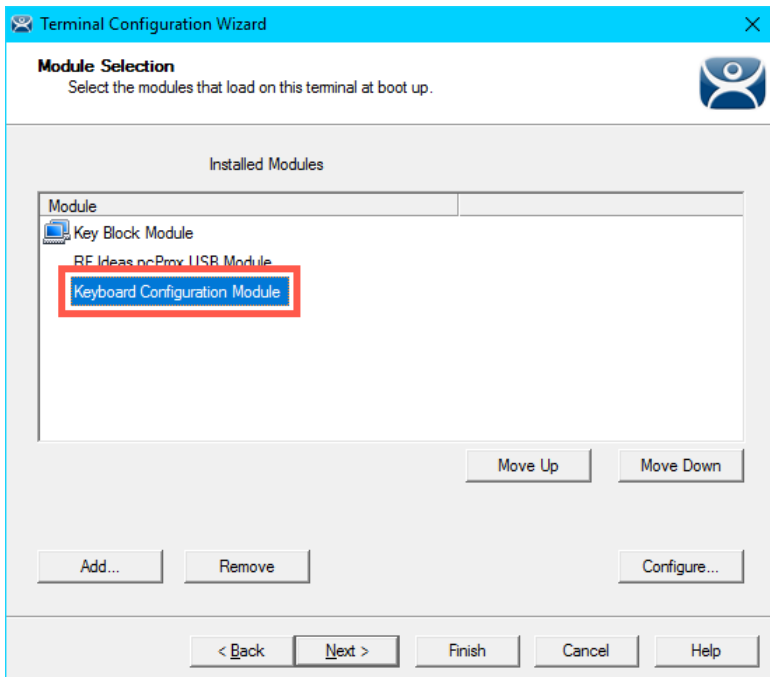 Terminal Configuration Wizard
Module Selection
Select the modules that load on this terminal at boot up.
Installed Modules
Module
Key Block Module
RF Ideas pcProx USB Module
Keyboard Configuration Module
Move Up
Move Down
Add...
Remove
Configure...
< Back
Next >
Finish
Cancel
Help